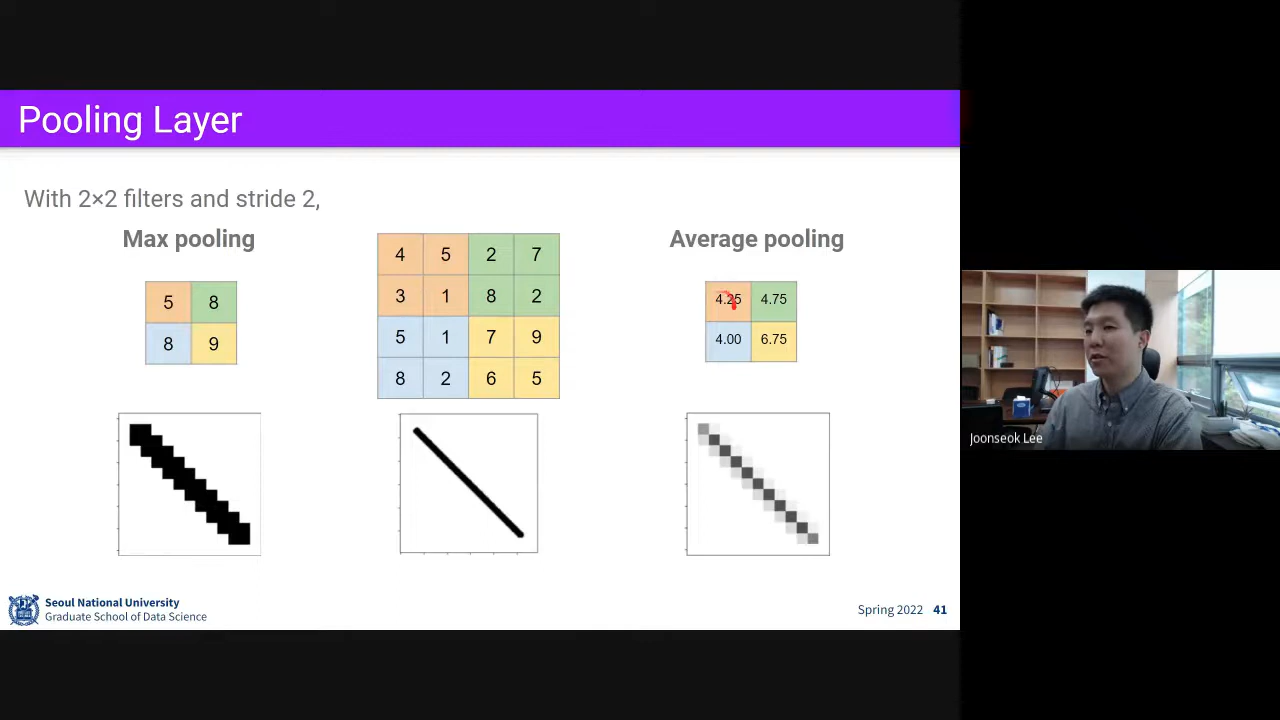 Pooling Layer
With 2×2 filters and stride 2,
Max pooling
5 8
8 9
4 5 2 7
3 1 8 2
5 1 7 9
8 2 6 5
Average pooling
4.25 4.75
4.00 6.75
Joonseok Lee
Seoul National University
Graduate School of Data Science
Spring 2022 41